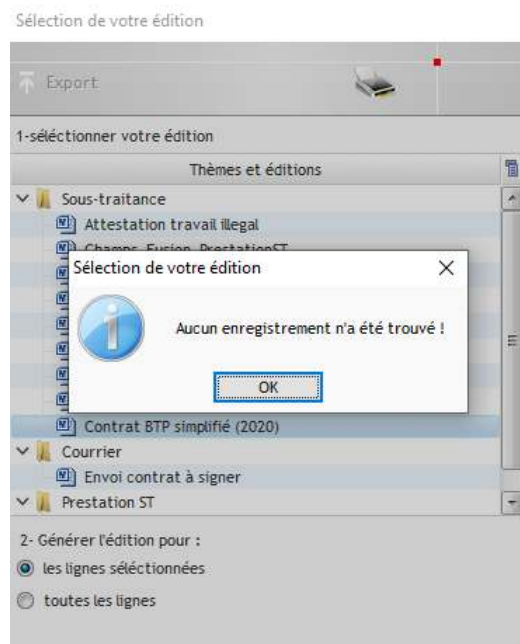 Sélection de votre édition
Export
1-séléctionner votre édition
Thèmes et éditions
Sous-traitance
Attestation travail illegal
Champs_Fusion_PrestationST
Sélection de votre édition
Aucun enregistrement n'a été trouvé !
OK
Contrat BTP simplifié (2020)
Courrier
Envoi contrat à signer
Prestation ST
2- Générer l'édition pour :
les lignes séléctionnées
toutes les lignes